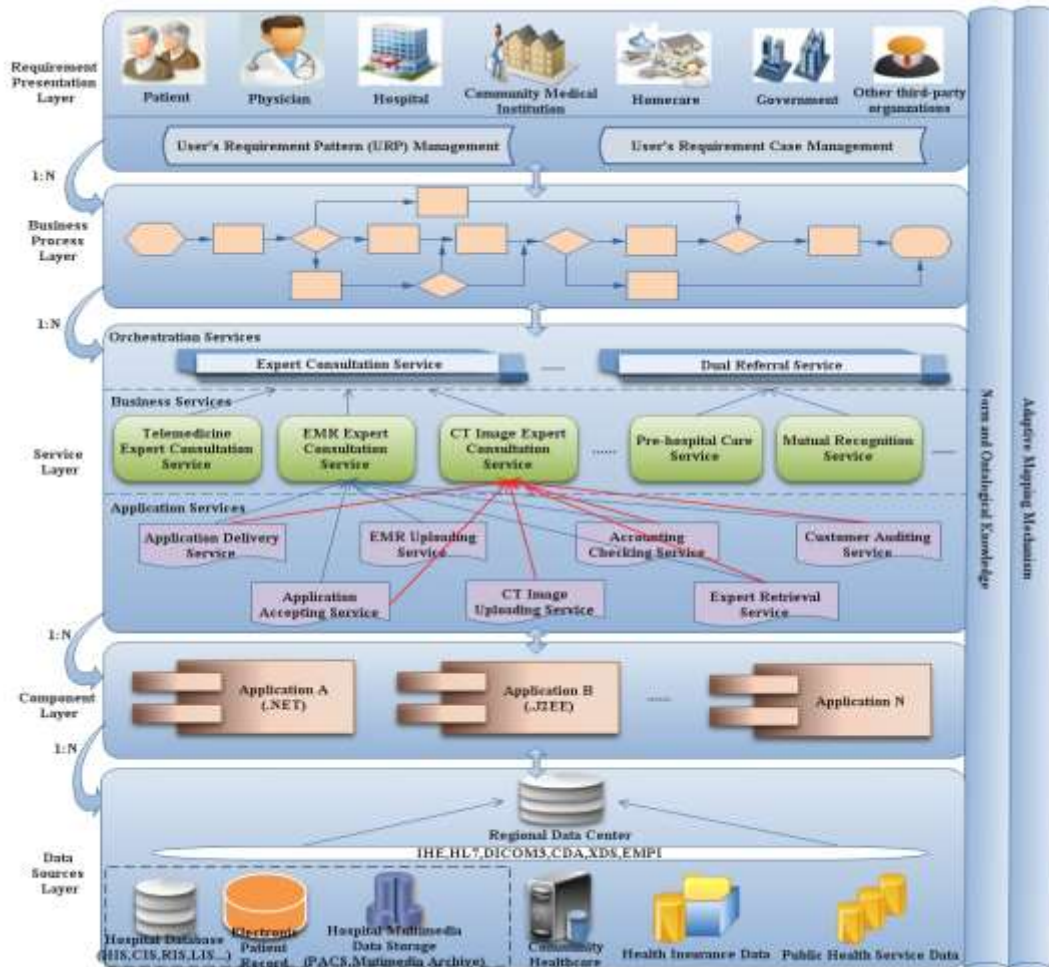 Requirement
Presentation
Layer
Patient
Physician
Hospital
Community Medical
Institution
Homecare
Government
Other third-party
organzations
User's Requirement Pattern (URP) Management
User's Requirement Case Management
1:N
Business
Process
Layer
1:N
Orchestration Services
Expert Consultation Service
......
Dual Referral Service
Business Services
Telemedicine
Expert Consultation
Service
EMR Expert
Consultation
Service
CT Image Expert
Consultation
Service
......
Pre-hospital Care
Service
Mutual Recognition
Service
......
Service
Layer
Application Services
Application Delivery
Service
EMR Uploading
Service
Accounting
Checking Service
Customer Auditing
Service
Application
Accepting Service
CT Image
Uploading Service
Expert Retrieval
Service
1:N
Component
Layer
Application A
(.NET)
Application B
(.J2EE)
......
Application N
1:N
Regional Data Center
IHE,HL7,DICOM3,CDA,XDS,EMPI
Data
Sources
Layer
Hospital Database
(HIS,CIS,RIS,LIS...)
Electronic
Patient
Record
Hospital Multimedia
Data Storage
(PACS,Mutimedia Archive)
Community
Healthcare
Health Insurance Data
Public Health Service Data
Norm and Ontological Knowledge
Adaptive Mapping Mechanism